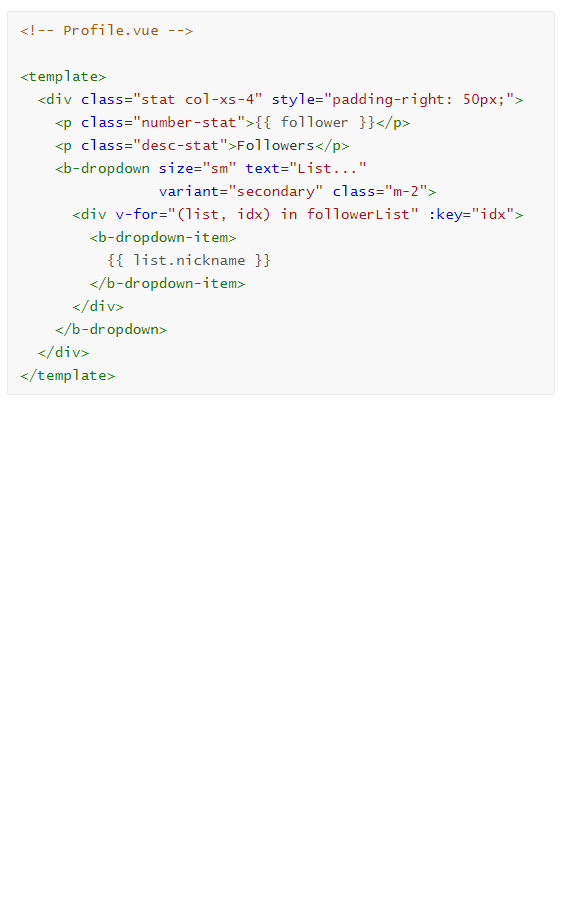 <!-- Profile.vue -->

<template>
  <div class="stat col-xs-4" style="padding-right: 50px;">
    <p class="number-stat">{{ follower }}</p>
    <p class="desc-stat">Followers</p>
    <b-dropdown size="sm" text="List..."
                variant="secondary" class="m-2">
      <div v-for="(list, idx) in followerList" :key="idx">
        <b-dropdown-item>
          {{ list.nickname }}
        </b-dropdown-item>
      </div>
    </b-dropdown>
  </div>
</template>